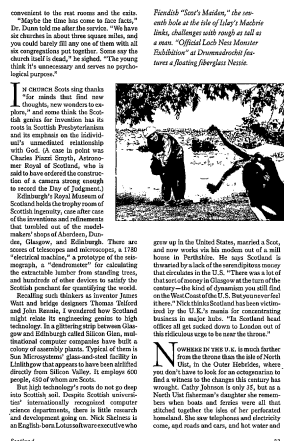 convenient to the rest rooms and the exits.
"Maybe the time has come to face facts,"
Dr. Dunn told me after the service. "We have
six churches in about three square miles, and
you could barely fill any one of them with all
six congregations put together. Some say the
church itself is dead," he sighed. "The young
think it's unnecessary and serves no psycho-
logical purpose."
IN CHURCH Scots sing thanks
"for minds that find new
thoughts, new wonders to ex-
plore," and some think the Scot-
tish genius for invention has its
roots in Scottish Presbyterianism
and its emphasis on the individ-
ual's unmediated relationship
with God. (A case in point was
Charles Piazzi Smyth, Astrono-
mer Royal of Scotland, who is
said to have ordered the construc-
tion of a camera strong enough
to record the Day of Judgment.)
Edinburgh's Royal Museum of
Scotland holds the trophy room of
Scottish ingenuity, case after case
of the inventions and refinements
that tumbled out of the model-
makers' shops of Aberdeen, Dun-
dee, Glasgow, and Edinburgh. There are
scores of telescopes and microscopes, a 1780
"electrical machine," a prototype of the seis-
mograph, a "dendrometer" for calculating
the extractable lumber from standing trees,
and hundreds of other devices to satisfy the
Scottish penchant for quantifying the world.
Recalling such thinkers as inventor James
Watt and bridge designers Thomas Telford
and John Rennie, I wondered how Scotland
might relate its engineering genius to high
technology. In a glittering strip between Glas-
gow and Edinburgh called Silicon Glen, mul-
tinational computer companies have built a
colony of assembly plants. Typical of them is
Sun Microsystems' glass-and-steel facility in
Linlithgow that appears to have been airlifted
directly from Silicon Valley. It employs 600
people, 450 of whom are Scots.
But high technology's roots do not go deep
into Scottish soil. Despite Scottish universi-
ties' internationally recognized computer
science departments, there is little research
and development going on. Nick Skelness is
an English-born Lotus software executive who
Fiendish "Scot's Maiden," the sev-
enth hole at the isle of Islay's Machrie
links, challenges with rough as tall as
a man. "Official Loch Ness Monster
Exhibition" at Drumnadrochit fea-
tures a floating fiberglass Nessie.
grew up in the United States, married a Scot,
and now works via his modem out of a mill
house in Perthshire. He says Scotland is
thwarted by a lack of the serendipitous money
that circulates in the U.S. "There was a lot of
that sort of money in Glasgow at the turn of the
century—the kind of dynamism you still find
on the West Coast of the U.S. But you never feel
it here." Nick thinks Scotland has been victim-
ized by the U.K.'s mania for concentrating
business in major hubs. "In Scotland head
offices all get sucked down to London out of
this ridiculous urge to be near the throne."
NOWHERE IN THE U.K. is much farther
from the throne than the isle of North
Uist, in the Outer Hebrides, where
you don't have to look for an octogenarian to
find a witness to the changes this century has
wrought. Cathy Johnson is only 35, but as a
North Uist fisherman's daughter she remem-
bers when boats and ferries were all that
stitched together the isles of her prefacted
homeland. She saw telephones and electricity
come, and roads and cars, and hot water and